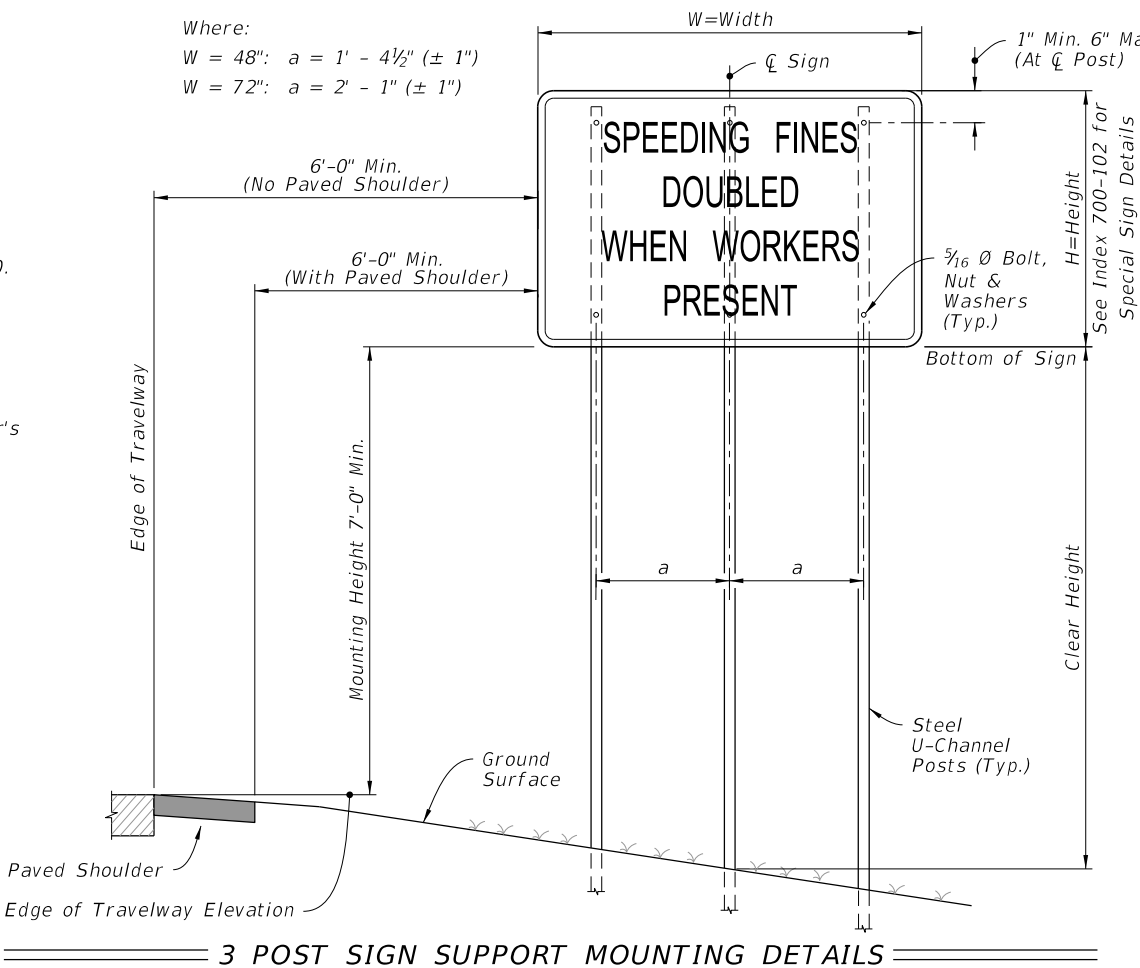 Where:
W = 48": a = 1' - 4½" (± 1")
W = 72": a = 2' - 1" (± 1")
W=Width
℄ Sign
1" Min. 6"
(At ℄ Post)
6'-0" Min.
(No Paved Shoulder)
6'-0" Min.
(With Paved Shoulder)
SPEEDING FINES
DOUBLED
WHEN WORKERS
PRESENT
H=Height
See Index 700-102 for
Special Sign Details
5/16 Ø Bolt,
Nut &
Washers
(Typ.)
Bottom of Sign
Edge of Travelway
Mounting Height 7'-0" Min.
a
a
Clear Height
Steel
U-Channel
Posts (Typ.)
Ground
Surface
Paved Shoulder
Edge of Travelway Elevation
3 POST SIGN SUPPORT MOUNTING DETAILS